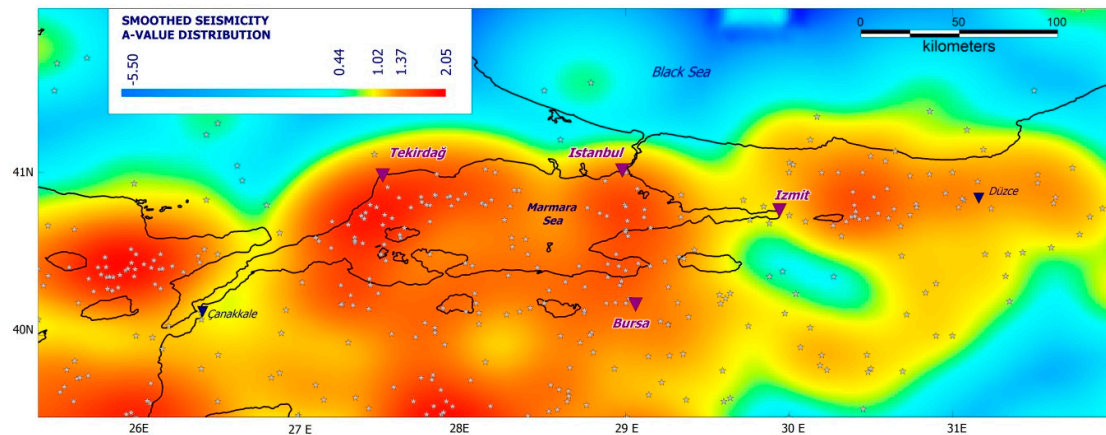 SMOOTHED SEISMICITY
A-VALUE DISTRIBUTION
-5.50
0.44
1.02
1.37
2.05
0 50 100
kilometers
Black Sea
41N
Tekirdağ
Istanbul
Izmit
Düzce
Marmara
Sea
40N
Çanakkale
Bursa
26E 27 E 28E 29 E 30 E 31E